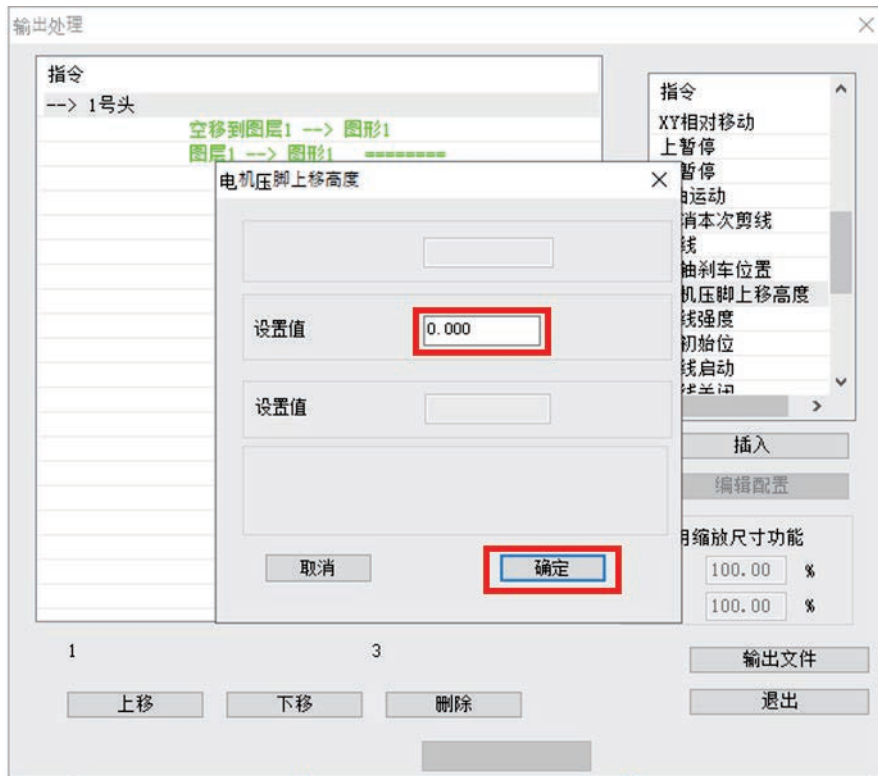 输出处理
指令
--> 1号头
空移到图层1 --> 图形1
图层1 --> 图形1 ========
电机压脚上移高度
设置值
0.000
设置值
取消
确定
指令
XY相对移动
上暂停
暂停
运动
消本次剪线
线
轴刹车位置
机压脚上移高度
线强度
初始位
线启动
线关闭
插入
编辑配置
用缩放尺寸功能
100.00 %
100.00 %
1
3
上移
下移
删除
输出文件
退出